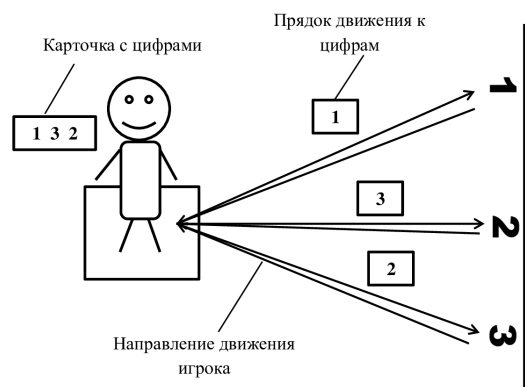 Прядок движения к
цифрам
Карточка с цифрами
1 3 2
1
3
2
1
2
3
Направление движения
игрока